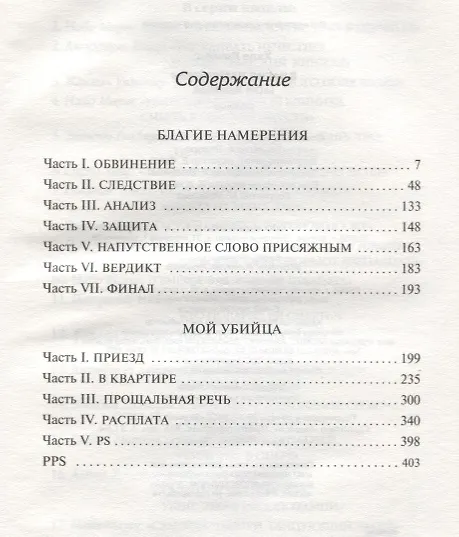 Содержание
БЛАГИЕ НАМЕРЕНИЯ
Часть I. ОБВИНЕНИЕ 7
Часть II. СЛЕДСТВИЕ 48
Часть III. АНАЛИЗ 133
Часть IV. ЗАЩИТА 148
Часть V. НАПУТСТВЕННОЕ СЛОВО ПРИСЯЖНЫМ 163
Часть VI. ВЕРДИКТ 183
Часть VII. ФИНАЛ 193
МОЙ УБИЙЦА
Часть I. ПРИЕЗД 199
Часть II. В КВАРТИРЕ 235
Часть III. ПРОЩАЛЬНАЯ РЕЧЬ 300
Часть IV. РАСПЛАТА 340
Часть V. PS 398
PPS 403